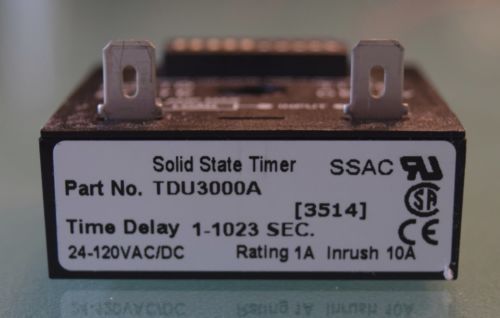 INPUT
Solid State Timer SSAC
Part No. TDU3000A
[3514]
Time Delay 1-1023 SEC.
24-120VAC/DC Rating 1A Inrush 10A